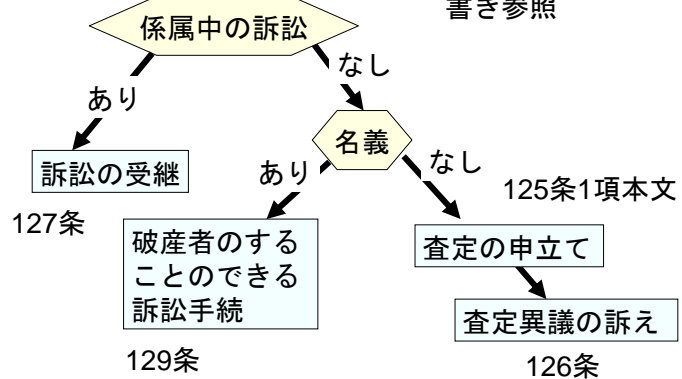 書き参照
係属中の訴訟
なし
あり
名義
訴訟の受継
あり
なし
127条
125条1項本文
破産者のする
ことのできる
訴訟手続
査定の申立て
査定異議の訴え
129条
126条